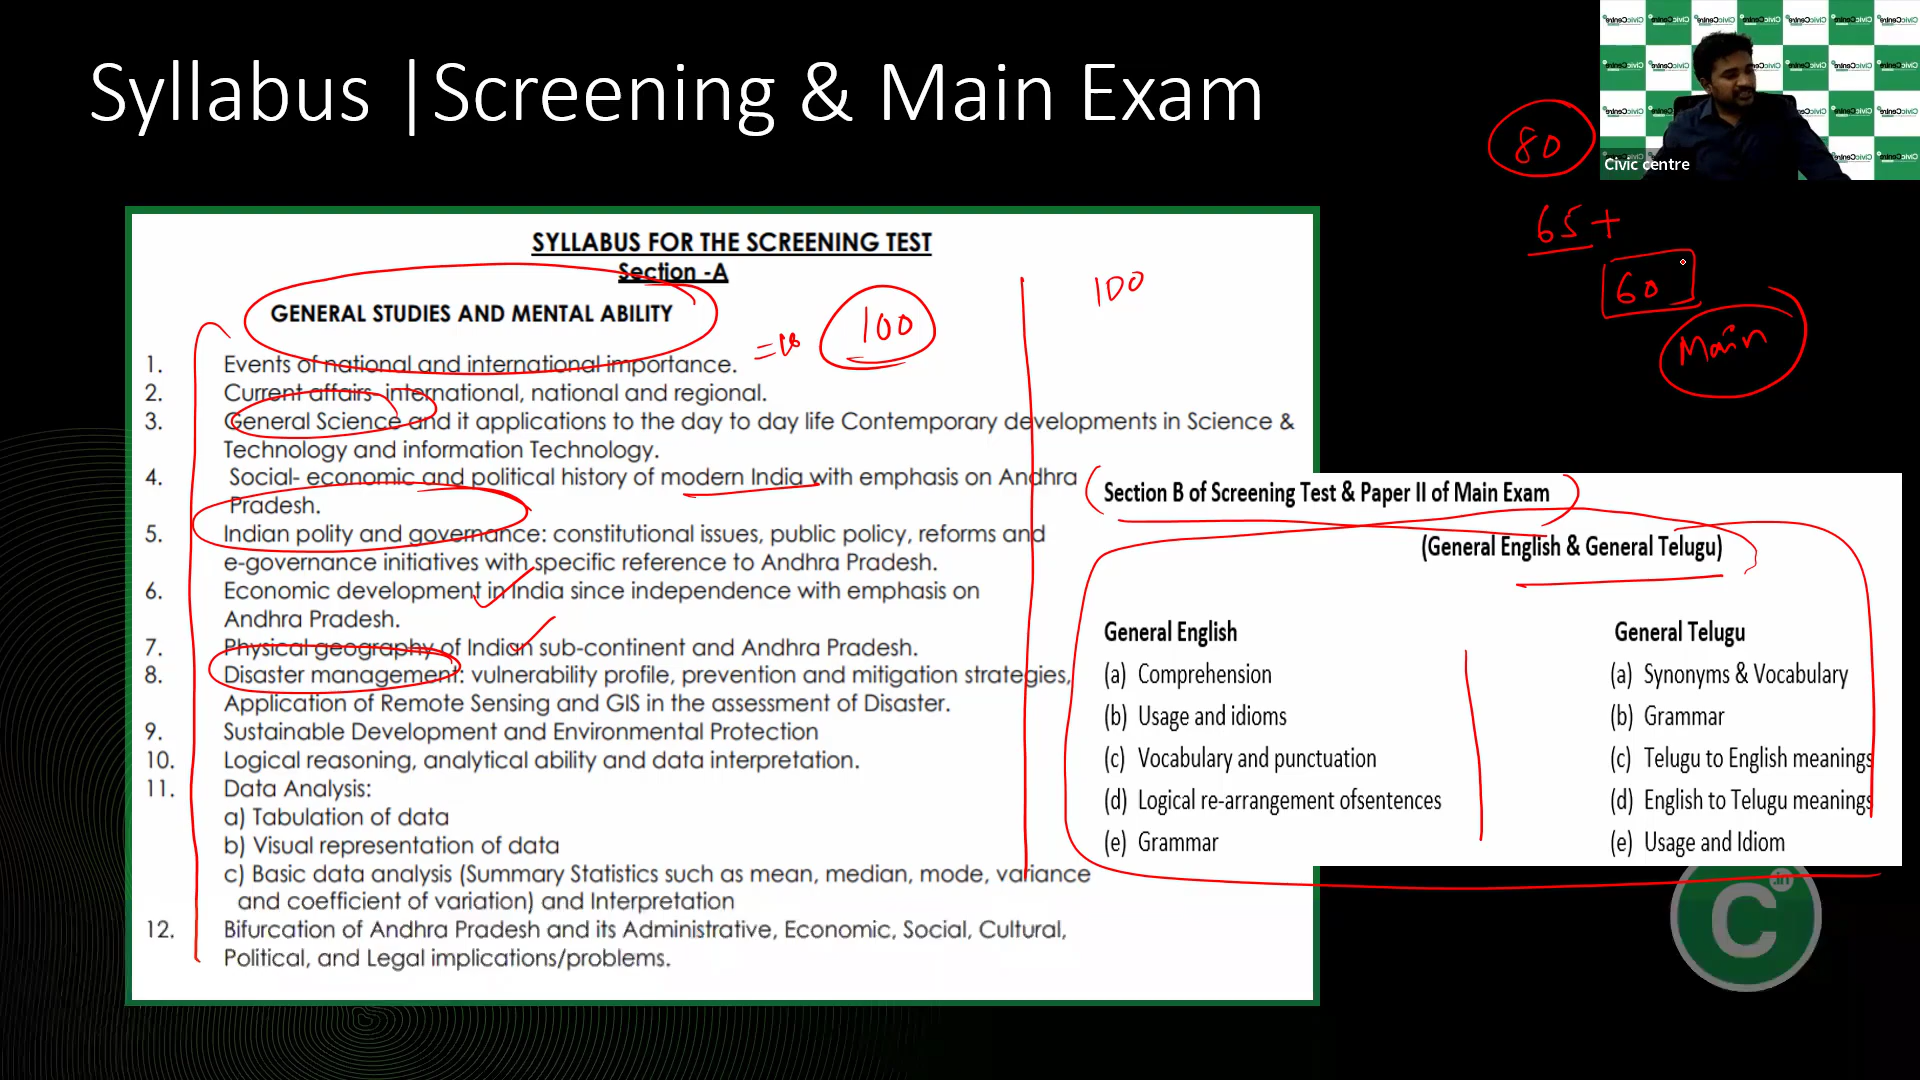 Syllabus |Screening & Main Exam
Civic centre
80
65+
60
Main
SYLLABUS FOR THE SCREENING TEST
Section -A
GENERAL STUDIES AND MENTAL ABILITY
100
100
1. Events of national and international importance.
2. Current affairs- international, national and regional.
3. General Science and it applications to the day to day life Contemporary developments in Science &
Technology and information Technology.
4. Social- economic and political history of modern India with emphasis on Andhra
Pradesh.
5. Indian polity and governance: constitutional issues, public policy, reforms and
e-governance initiatives with specific reference to Andhra Pradesh.
6. Economic development in India since independence with emphasis on
Andhra Pradesh.
7. Physical geography of Indian sub-continent and Andhra Pradesh.
8. Disaster management: vulnerability profile, prevention and mitigation strategies,
Application of Remote Sensing and GIS in the assessment of Disaster.
9. Sustainable Development and Environmental Protection
10. Logical reasoning, analytical ability and data interpretation.
11. Data Analysis:
a) Tabulation of data
b) Visual representation of data
c) Basic data analysis (Summary Statistics such as mean, median, mode, variance
and coefficient of variation) and Interpretation
12. Bifurcation of Andhra Pradesh and its Administrative, Economic, Social, Cultural,
Political, and Legal implications/problems.
Section B of Screening Test & Paper II of Main Exam
(General English & General Telugu)
General English
(a) Comprehension
(b) Usage and idioms
(c) Vocabulary and punctuation
(d) Logical re-arrangement ofsentences
(e) Grammar
General Telugu
(a) Synonyms & Vocabulary
(b) Grammar
(c) Telugu to English meanings
(d) English to Telugu meanings
(e) Usage and Idiom
C
.in